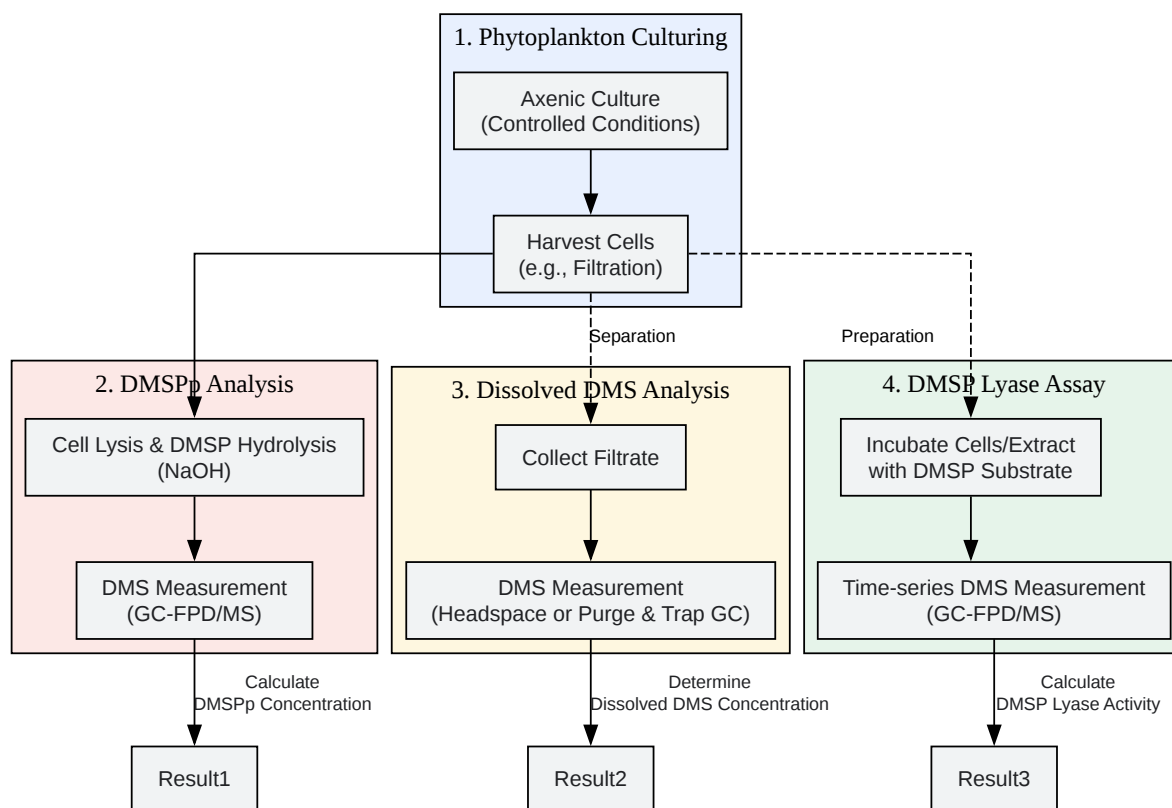 1. Phytoplankton Culturing
Axenic Culture
(Controlled Conditions)
Harvest Cells
(e.g., Filtration)
Separation
Preparation
2. DMSPp Analysis
Cell Lysis & DMSP Hydrolysis
(NaOH)
DMS Measurement
(GC-FPD/MS)
Calculate
DMSPp Concentration
Result1
3. Dissolved DMS Analysis
Collect Filtrate
DMS Measurement
(Headspace or Purge & Trap GC)
Determine
Dissolved DMS Concentration
Result2
4. DMSP Lyase Assay
Incubate Cells/Extract
with DMSP Substrate
Time-series DMS Measurement
(GC-FPD/MS)
Calculate
DMSP Lyase Activity
Result3